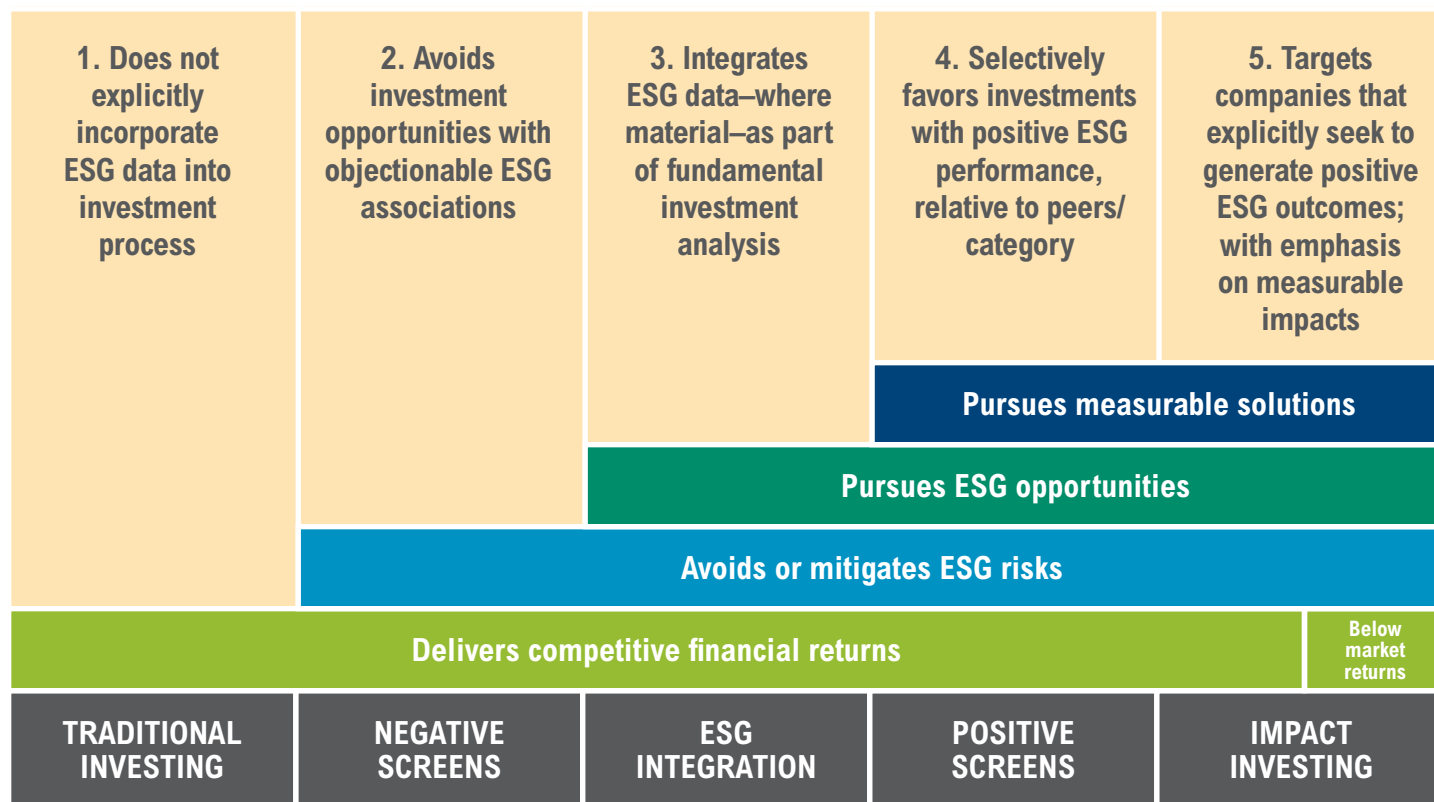 1. Does not
explicitly
incorporate
ESG data into
investment
process
2. Avoids
investment
opportunities with
objectionable ESG
associations
3. Integrates
ESG data–where
material–as part
of fundamental
investment
analysis
4. Selectively
favors investments
with positive ESG
performance,
relative to peers/
category
5. Targets
companies that
explicitly seek to
generate positive
ESG outcomes;
with emphasis
on measurable
impacts
Pursues measurable solutions
Pursues ESG opportunities
Avoids or mitigates ESG risks
Delivers competitive financial returns
Below
market
returns
TRADITIONAL
INVESTING
NEGATIVE
SCREENS
ESG
INTEGRATION
POSITIVE
SCREENS
IMPACT
INVESTING